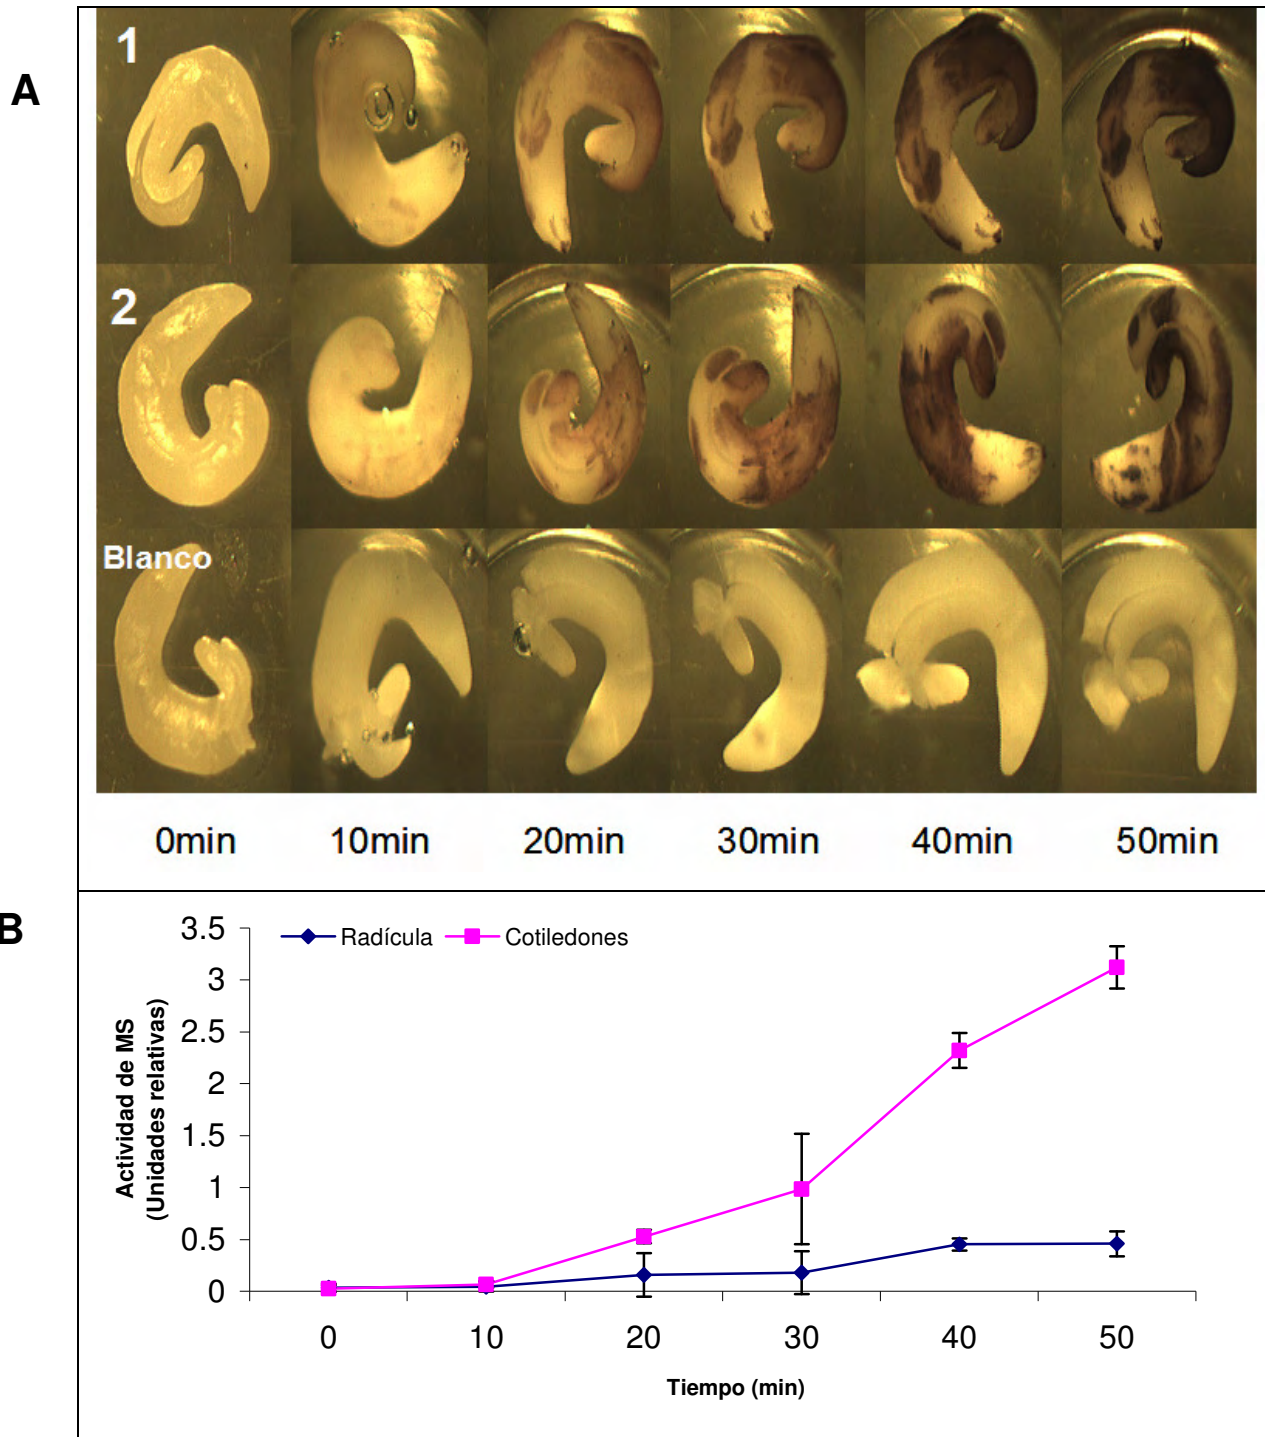 A
1
2
Blanco
0min 10min 20min 30min 40min 50min
B
Radícula Cotiledones
Actividad de MS
(Unidades relativas)
3.5
3
2.5
2
1.5
1
0.5
0
0 10 20 30 40 50
Tiempo (min)